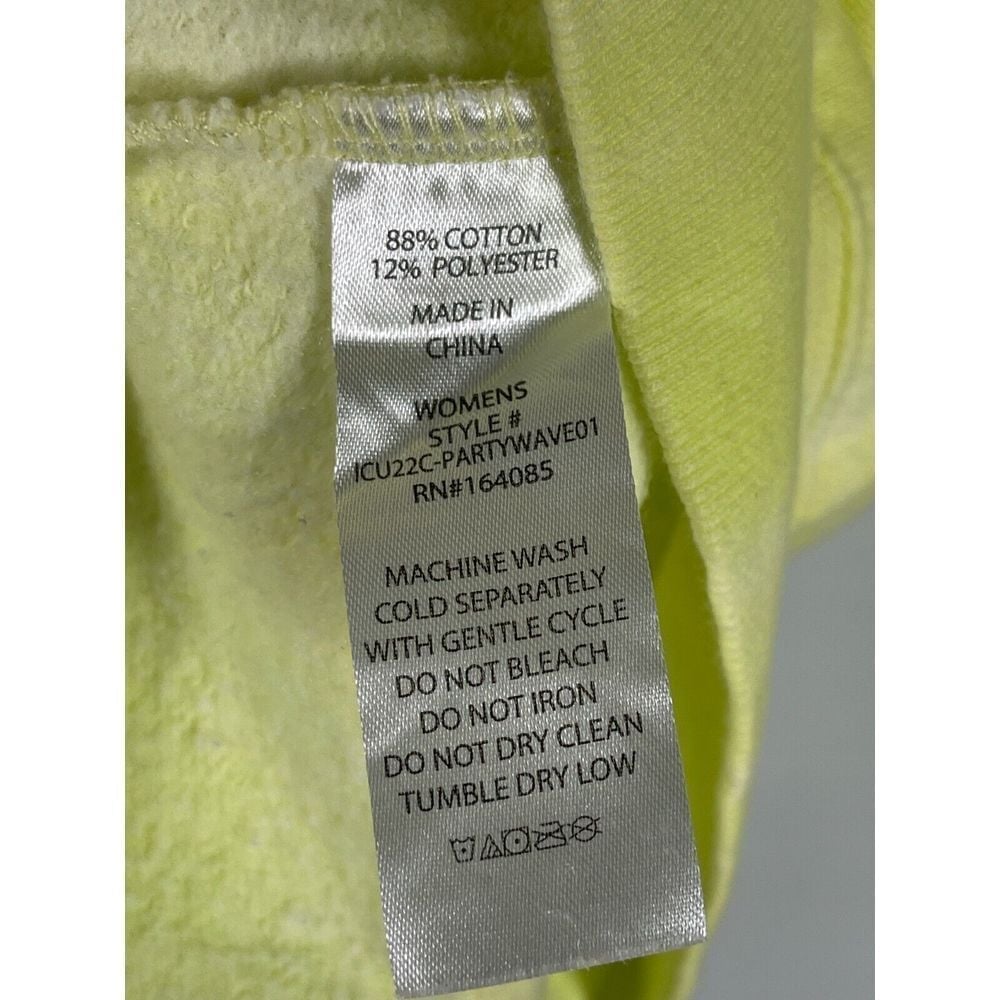 88% COTTON
12% POLYESTER
MADE IN
CHINA
WOMENS
STYLE #
ICU22C-PARTYWAVE01
RN#164085
MACHINE WASH
COLD SEPARATELY
WITH GENTLE CYCLE
DO NOT BLEACH
DO NOT IRON
DO NOT DRY CLEAN
TUMBLE DRY LOW